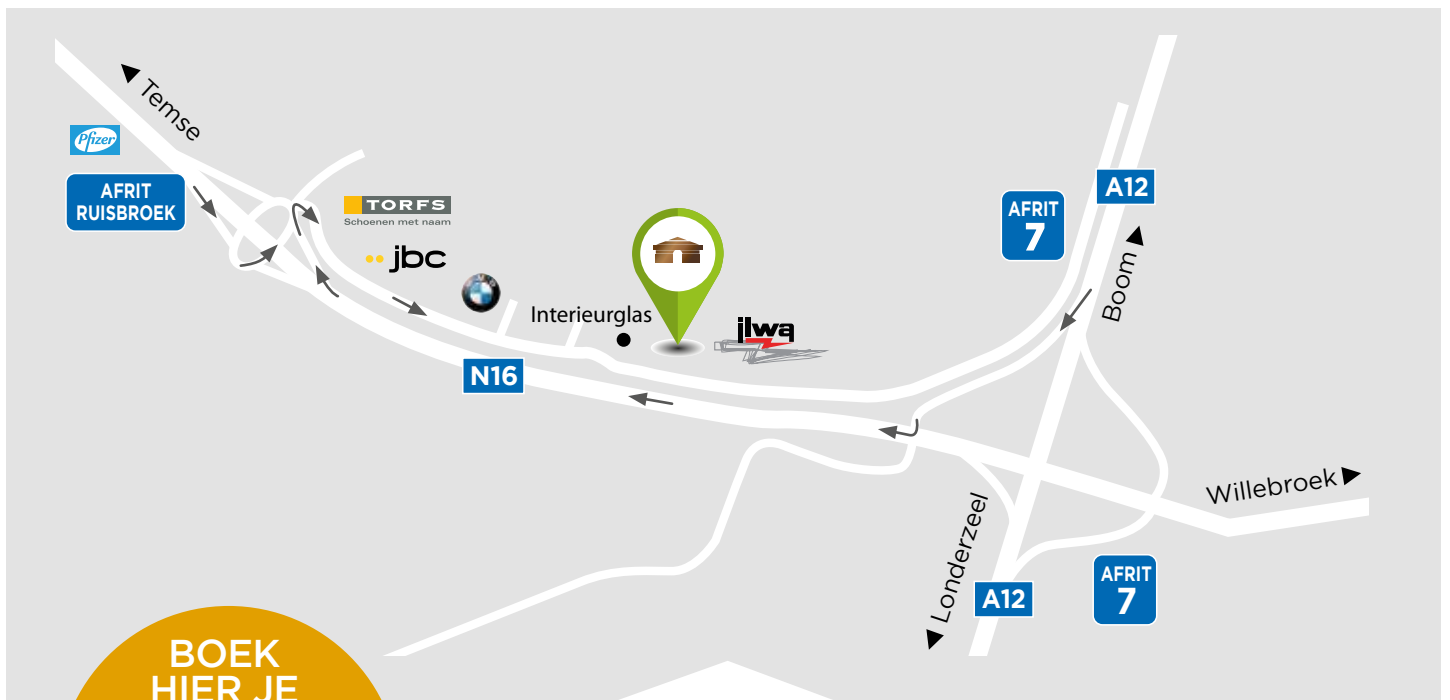 Temse
Pfizer
AFRIT
RUISBROEK
TORFS
Schoenen met naam
jbc
Interieurglas
jlwa
N16
AFRIT
7
A12
Boom
Willebroek
Londerzeel
A12
AFRIT
7
BOEK
HIER JE